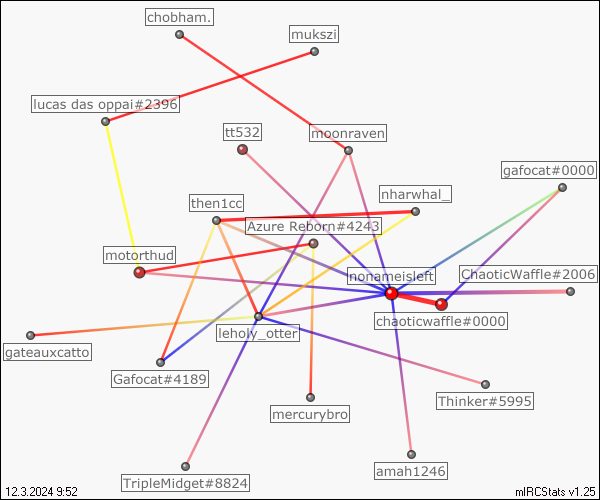 chobham.
mukszi
lucas das oppai#2396
tt532
moonraven
gafocat#0000
then1cc
nharwhal_
Azure Reborn#4243
motorthud
nonameisleft
ChaoticWaffle#2006
chaoticwaffle#0000
leholy_otter
gateauxcatto
Gafocat#4189
mercurybro
Thinker#5995
TripleMidget#8824
amah1246
12.3.2024 9:52
mIRCStats v1.25